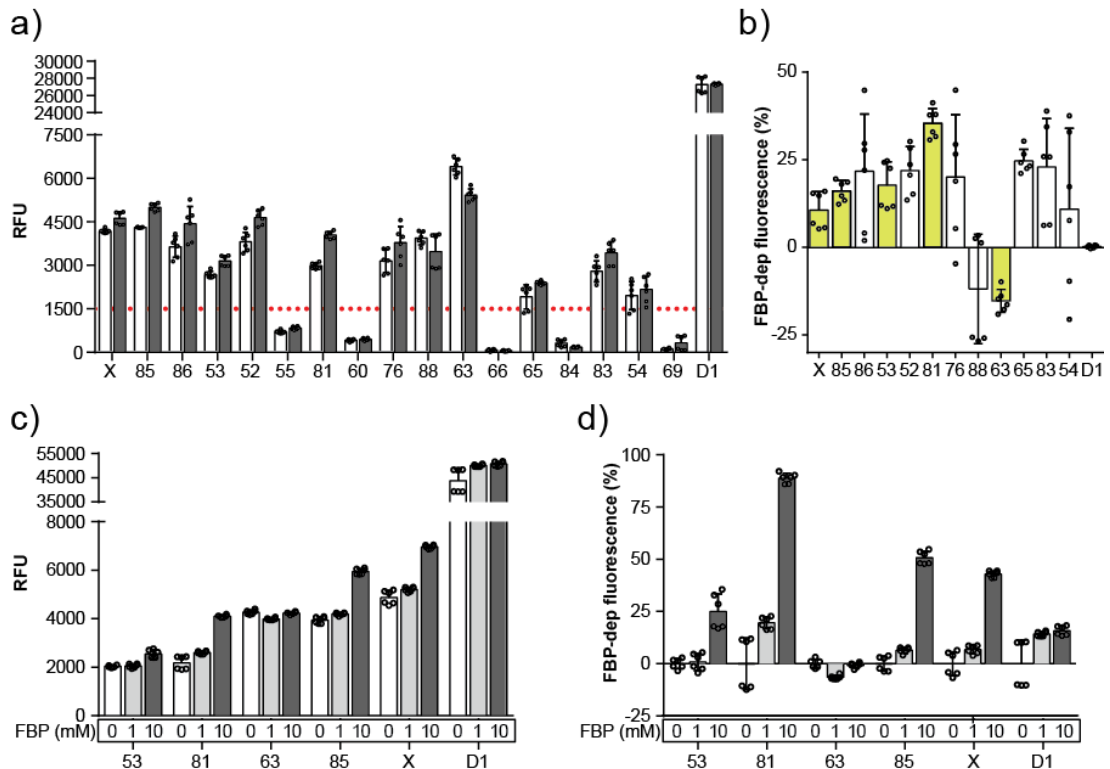 a)
30000
28000
26000
24000
7500
6000
4500
3000
1500
0
RFU
X 85 86 53 52 55 81 60 76 88 63 66 65 84 83 54 69 D1
b)
50
25
0
-25
FBP-dep fluorescence (%)
X 85 86 53 52 81 76 88 63 65 83 54 D1
c)
55000
45000
35000
8000
6000
4000
2000
0
RFU
FBP (mM) 0 1 10 0 1 10 0 1 10 0 1 10 0 1 10 0 1 10
53 81 63 85 X D1
d)
100
75
50
25
0
-25
FBP-dep fluorescence (%)
FBP (mM) 0 1 10 0 1 10 0 1 10 0 1 10 0 1 10 0 1 10
53 81 63 85 X D1